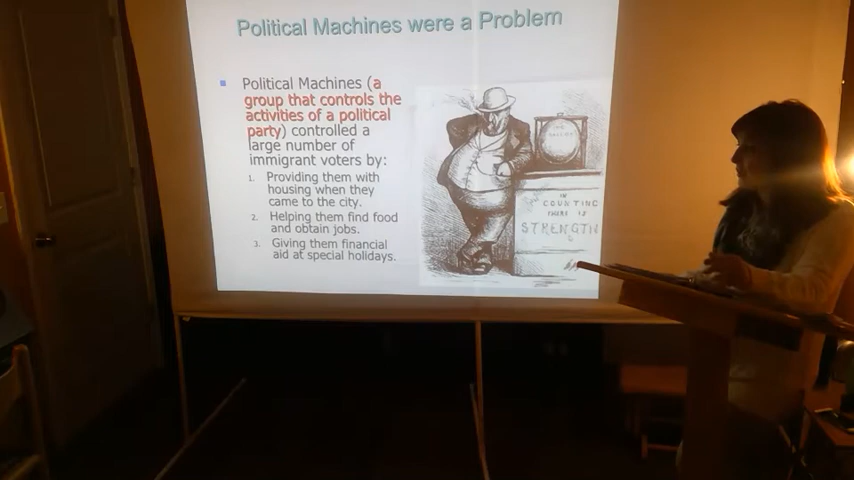 Political Machines were a Problem
Political Machines (a
group that controls the
activities of a political
party) controlled a
large number of
immigrant voters by:
1. Providing them with
housing when they
came to the city.
2. Helping them find food
and obtain jobs.
3. Giving them financial
aid at special holidays.
IN
COUNTING
THERE IS
STRENGTH